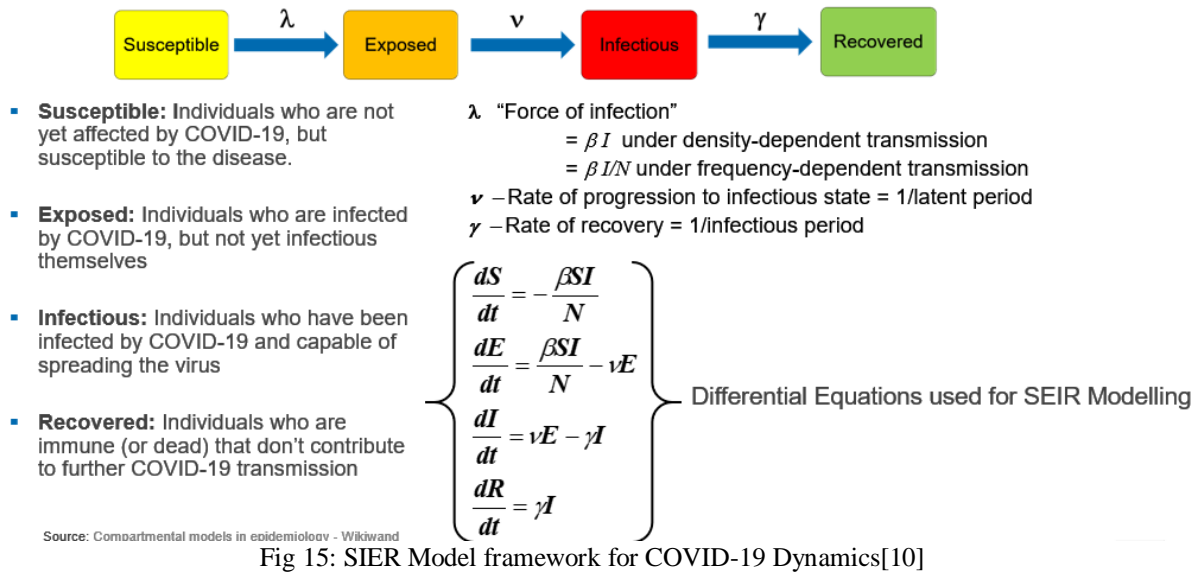 λ ν γ
Susceptible Exposed Infectious Recovered
▪ Susceptible: Individuals who are not
yet affected by COVID-19, but
susceptible to the disease.
▪ Exposed: Individuals who are infected
by COVID-19, but not yet infectious
themselves
▪ Infectious: Individuals who have been
infected by COVID-19 and capable of
spreading the virus
▪ Recovered: Individuals who are
immune (or dead) that don't contribute
to further COVID-19 transmission
λ "Force of infection"
= βI under density-dependent transmission
= βI/N under frequency-dependent transmission
ν –Rate of progression to infectious state = 1/latent period
γ –Rate of recovery = 1/infectious period
dS/dt = − βSI/N
dE/dt = βSI/N − νE
dI/dt = νE − γI
dR/dt = γI
Differential Equations used for SEIR Modelling
Source: Compartmental models in epidemiology - Wikiwand
Fig 15: SIER Model framework for COVID-19 Dynamics[10]